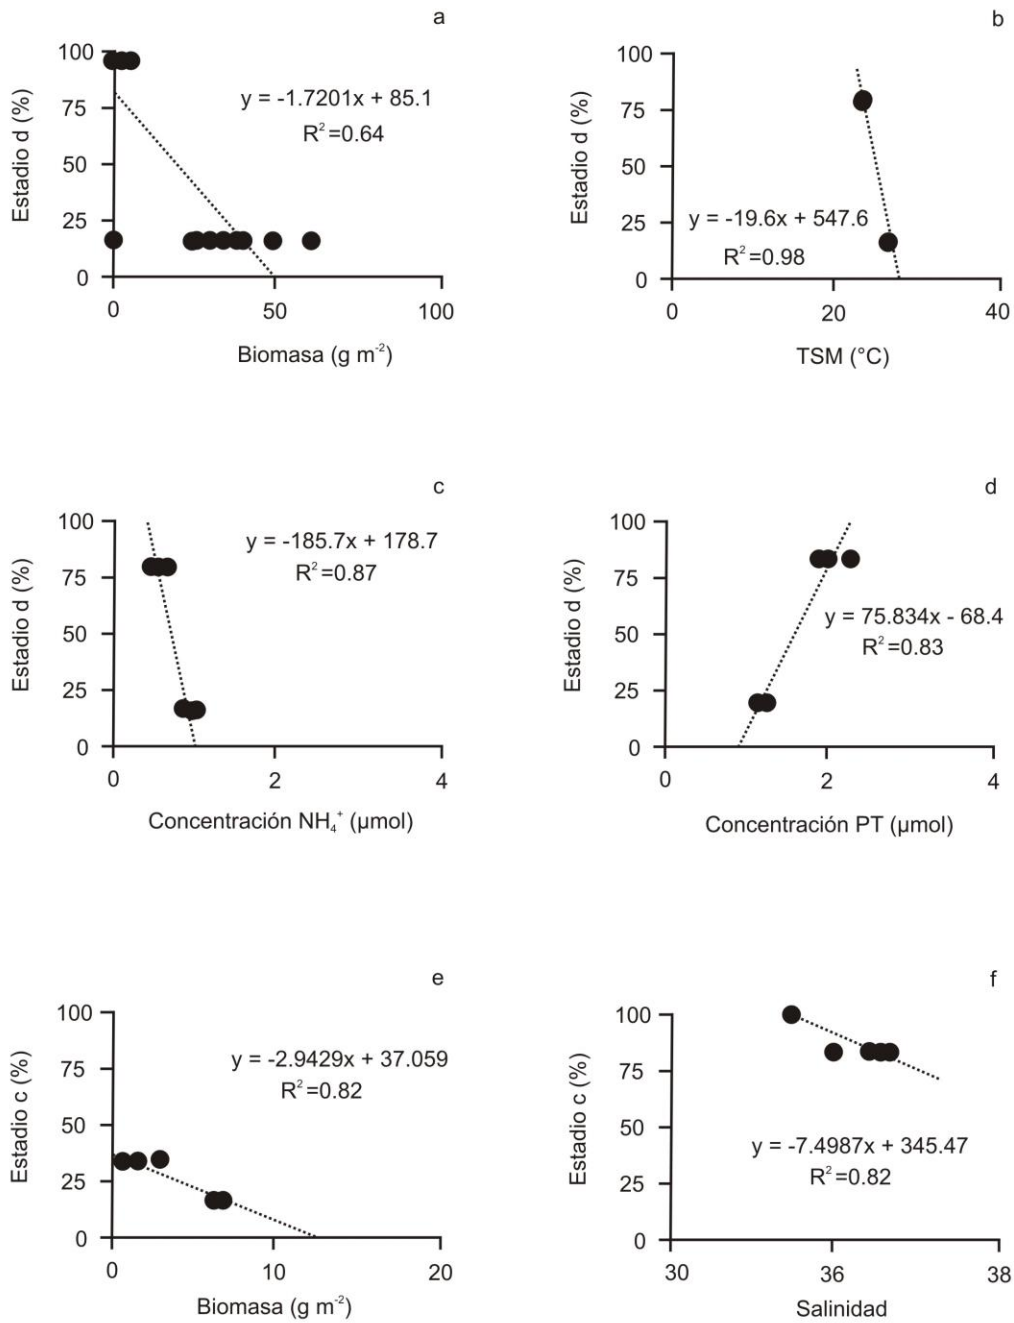 a
100
75
50
25
0
Estadio d (%)
y = -1.7201x + 85.1
R²=0.64
0 50 100
Biomasa (g m⁻²)
b
100
75
50
25
0
Estadio d (%)
y = -19.6x + 547.6
R²=0.98
0 20 40
TSM (°C)
c
100
75
50
25
0
Estadio d (%)
y = -185.7x + 178.7
R²=0.87
0 2 4
Concentración NH₄⁺ (µmol)
d
100
75
50
25
0
Estadio d (%)
y = 75.834x - 68.4
R²=0.83
0 2 4
Concentración PT (µmol)
e
100
75
50
25
0
Estadio c (%)
y = -2.9429x + 37.059
R²=0.82
0 10 20
Biomasa (g m⁻²)
f
100
75
50
25
0
Estadio c (%)
y = -7.4987x + 345.47
R²=0.82
30 36 38
Salinidad